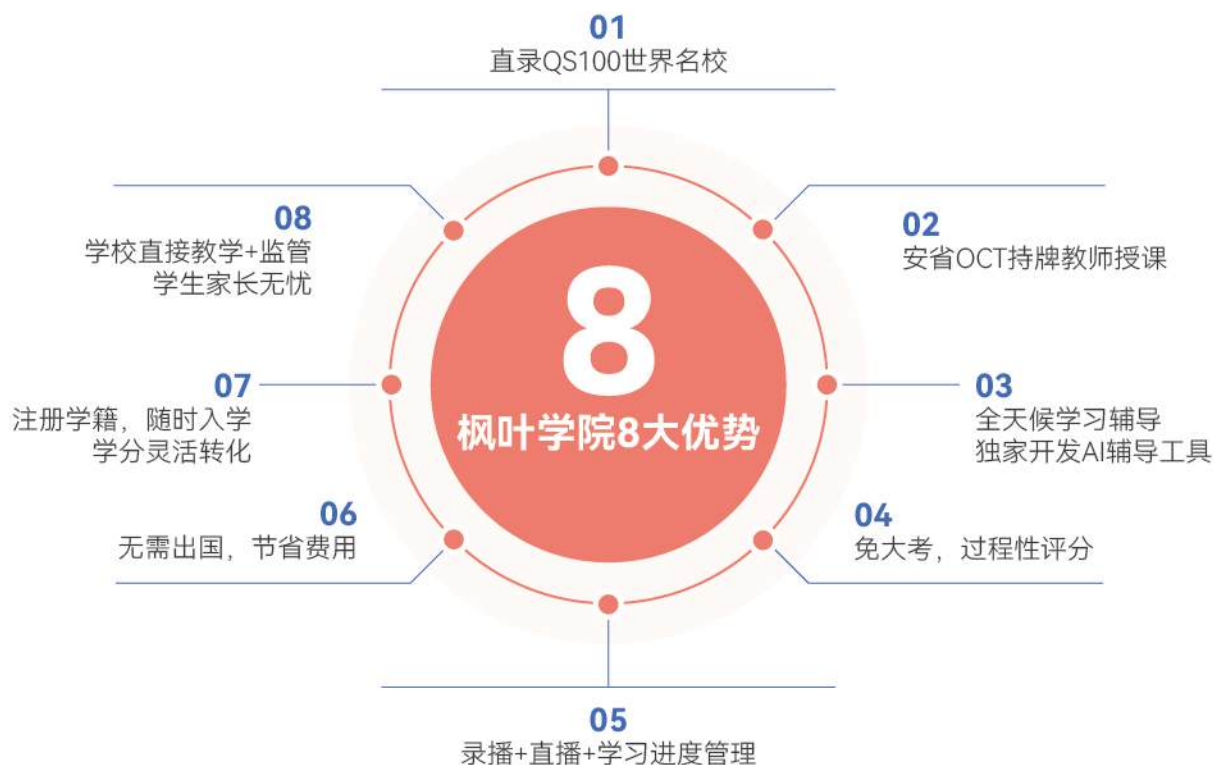 01
直录QS100世界名校
02
安省OCT持牌教师授课
03
全天候学习辅导
独家开发AI辅导工具
04
免大考，过程性评分
05
录播+直播+学习进度管理
06
无需出国，节省费用
07
注册学籍，随时入学
学分灵活转化
08
学校直接教学+监管
学生家长无忧
8
枫叶学院8大优势